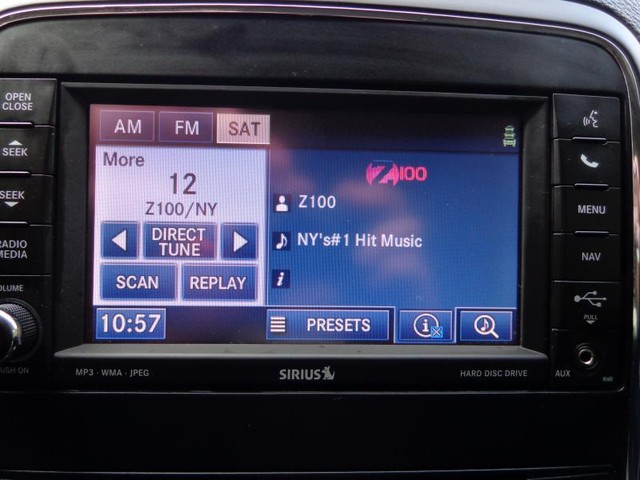 OPEN
CLOSE
SEEK
SEEK
RADIO
MEDIA
VOLUME
PUSH ON
AM FM SAT
More
12
Z100/NY
DIRECT
TUNE
SCAN REPLAY
10:57
Z100
Z100
NY's#1 Hit Music
PRESETS
MENU
NAV
PULL
AUX RHR
MP3 · WMA · JPEG
SIRIUS
HARD DISC DRIVE